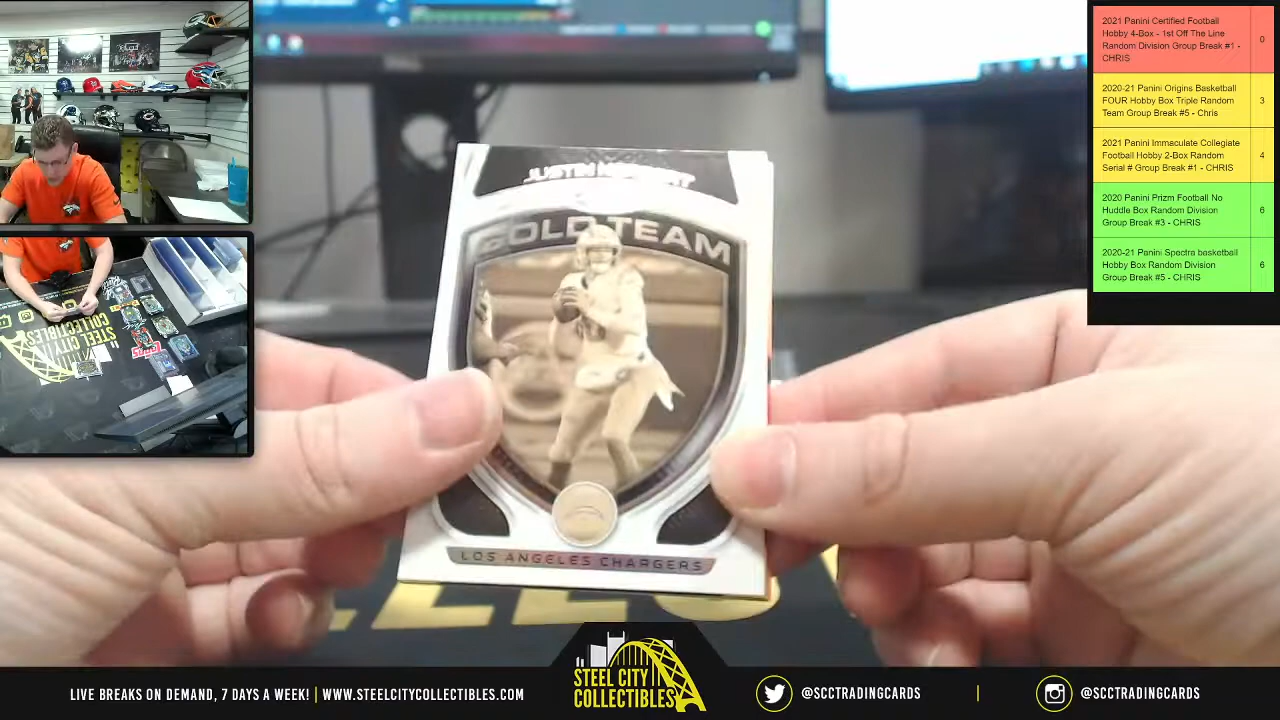 2021 Panini Certified Football
Hobby 4-Box - 1st Off The Line
Random Division Group Break #1 -
CHRIS
0
2020-21 Panini Origins Basketball
FOUR Hobby Box Triple Random
Team Group Break #5 - Chris
3
2021 Panini Immaculate Collegiate
Football Hobby 2-Box Random
Serial # Group Break #1 - CHRIS
4
2020 Panini Prizm Football No
Huddle Box Random Division
Group Break #3 - CHRIS
6
2020-21 Panini Spectra basketball
Hobby Box Random Division
Group Break #5 - CHRIS
6
JUSTIN HERBERT
GOLD TEAM
LOS ANGELES CHARGERS
STEEL CITY
COLLECTIBLES
LIVE BREAKS ON DEMAND, 7 DAYS A WEEK! | WWW.STEELCITYCOLLECTIBLES.COM
STEEL CITY
COLLECTIBLES
@SCCTRADINGCARDS | @SCCTRADINGCARDS